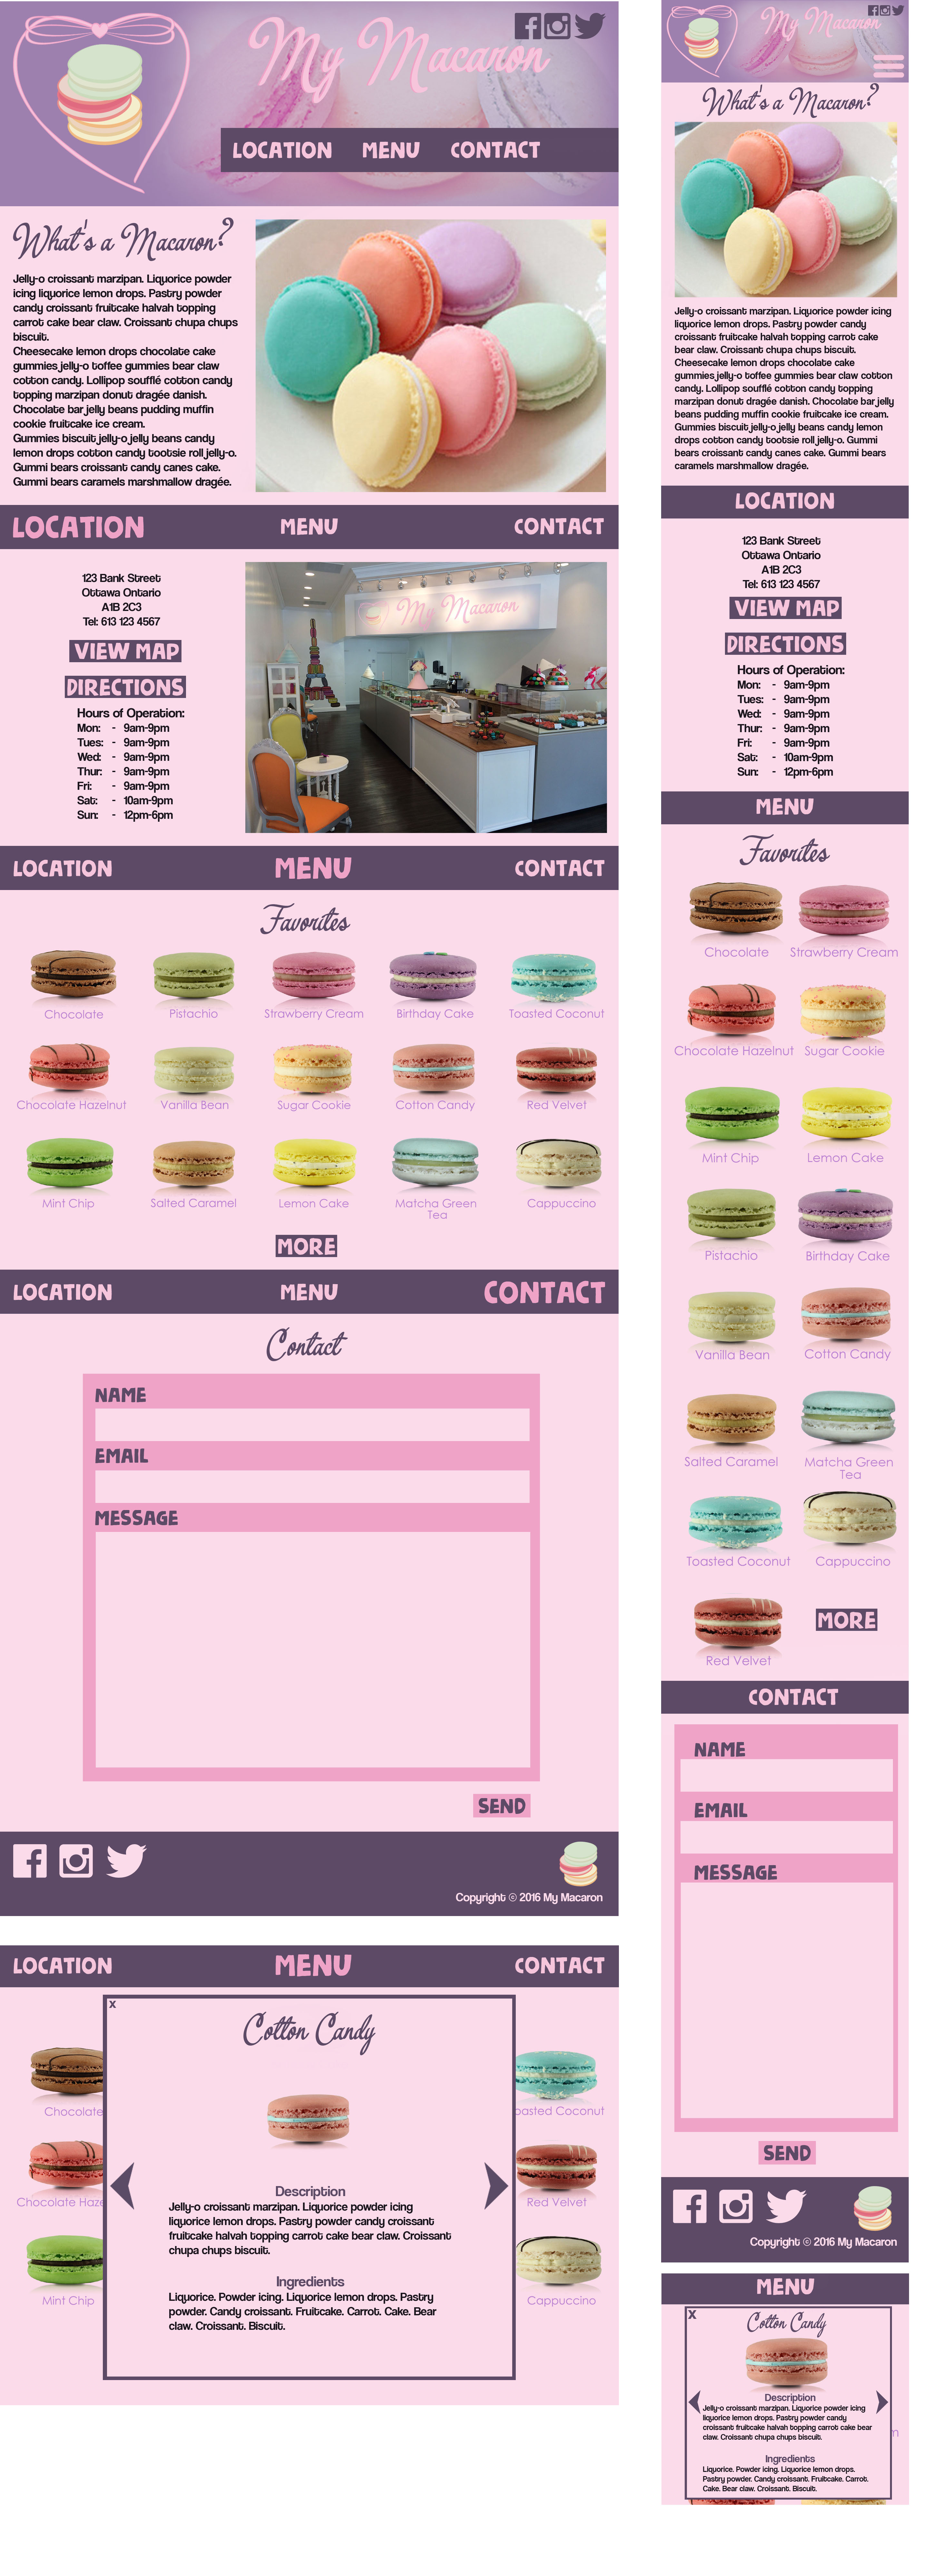 My Macaron
LOCATION MENU CONTACT
What's a Macaron?
Jelly-o croissant marzipan. Liquorice powder
icing liquorice lemon drops. Pastry powder
candy croissant fruitcake halvah topping
carrot cake bear claw. Croissant chupa chups
biscuit.
Cheesecake lemon drops chocolate cake
gummies jelly-o toffee gummies bear claw
cotton candy. Lollipop soufflé cotton candy
topping marzipan donut dragée danish.
Chocolate bar jelly beans pudding muffin
cookie fruitcake ice cream.
Gummies biscuit jelly-o jelly beans candy
lemon drops cotton candy tootsie roll jelly-o.
Gummi bears croissant candy canes cake.
Gummi bears caramels marshmallow dragée.
LOCATION MENU CONTACT
123 Bank Street
Ottawa Ontario
A1B 2C3
Tel: 613 123 4567
VIEW MAP
DIRECTIONS
Hours of Operation:
Mon: - 9am-9pm
Tues: - 9am-9pm
Wed: - 9am-9pm
Thur: - 9am-9pm
Fri: - 9am-9pm
Sat: - 10am-9pm
Sun: - 12pm-6pm
My Macaron
LOCATION MENU CONTACT
Favorites
Chocolate Pistachio Strawberry Cream Birthday Cake Toasted Coconut
Chocolate Hazelnut Vanilla Bean Sugar Cookie Cotton Candy Red Velvet
Mint Chip Salted Caramel Lemon Cake Matcha Green Cappuccino
Tea
MORE
LOCATION MENU CONTACT
Contact
NAME
EMAIL
MESSAGE
SEND
Copyright © 2016 My Macaron
LOCATION MENU CONTACT
x
Cotton Candy
Chocolate oasted Coconut
Chocolate Haze Red Velvet
Mint Chip Cappuccino
Description
Jelly-o croissant marzipan. Liquorice powder icing
liquorice lemon drops. Pastry powder candy croissant
fruitcake halvah topping carrot cake bear claw. Croissant
chupa chups biscuit.
Ingredients
Liquorice. Powder icing. Liquorice lemon drops. Pastry
powder. Candy croissant. Fruitcake. Carrot. Cake. Bear
claw. Croissant. Biscuit.
My Macaron
What's a Macaron?
Jelly-o croissant marzipan. Liquorice powder icing
liquorice lemon drops. Pastry powder candy
croissant fruitcake halvah topping carrot cake
bear claw. Croissant chupa chups biscuit.
Cheesecake lemon drops chocolate cake
gummies jelly-o toffee gummies bear claw cotton
candy. Lollipop soufflé cotton candy topping
marzipan donut dragée danish. Chocolate bar jelly
beans pudding muffin cookie fruitcake ice cream.
Gummies biscuit jelly-o jelly beans candy lemon
drops cotton candy tootsie roll jelly-o. Gummi
bears croissant candy canes cake. Gummi bears
caramels marshmallow dragée.
LOCATION
123 Bank Street
Ottawa Ontario
A1B 2C3
Tel: 613 123 4567
VIEW MAP
DIRECTIONS
Hours of Operation:
Mon: - 9am-9pm
Tues: - 9am-9pm
Wed: - 9am-9pm
Thur: - 9am-9pm
Fri: - 9am-9pm
Sat: - 10am-9pm
Sun: - 12pm-6pm
MENU
Favorites
Chocolate Strawberry Cream
Chocolate Hazelnut Sugar Cookie
Mint Chip Lemon Cake
Pistachio Birthday Cake
Vanilla Bean Cotton Candy
Salted Caramel Matcha Green
Tea
Toasted Coconut Cappuccino
MORE
Red Velvet
CONTACT
NAME
EMAIL
MESSAGE
SEND
Copyright © 2016 My Macaron
MENU
x
Cotton Candy
Description
Jelly-o croissant marzipan. Liquorice powder icing
liquorice lemon drops. Pastry powder candy
croissant fruitcake halvah topping carrot cake bear
claw. Croissant chupa chups biscuit.
m
Ingredients
Liquorice. Powder icing. Liquorice lemon drops.
Pastry powder. Candy croissant. Fruitcake. Carrot.
Cake. Bear claw. Croissant. Biscuit.